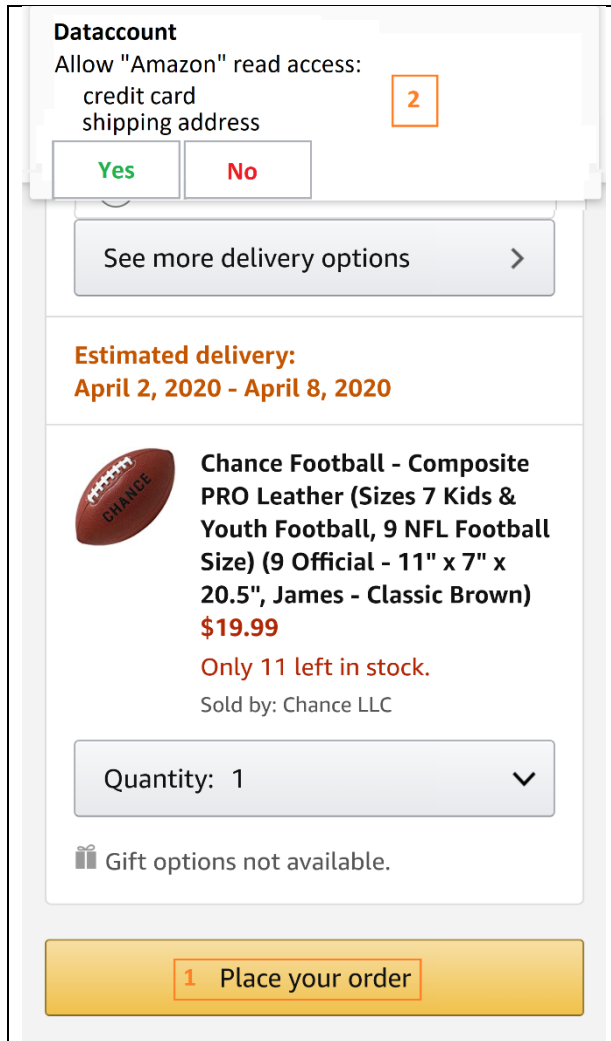 Dataccount
Allow "Amazon" read access:
credit card
2
shipping address
Yes No
See more delivery options
Estimated delivery:
April 2, 2020 - April 8, 2020
CHANCE
Chance Football - Composite
PRO Leather (Sizes 7 Kids &
Youth Football, 9 NFL Football
Size) (9 Official - 11" x 7" x
20.5", James - Classic Brown)
$19.99
Only 11 left in stock.
Sold by: Chance LLC
Quantity: 1
Gift options not available.
1 Place your order